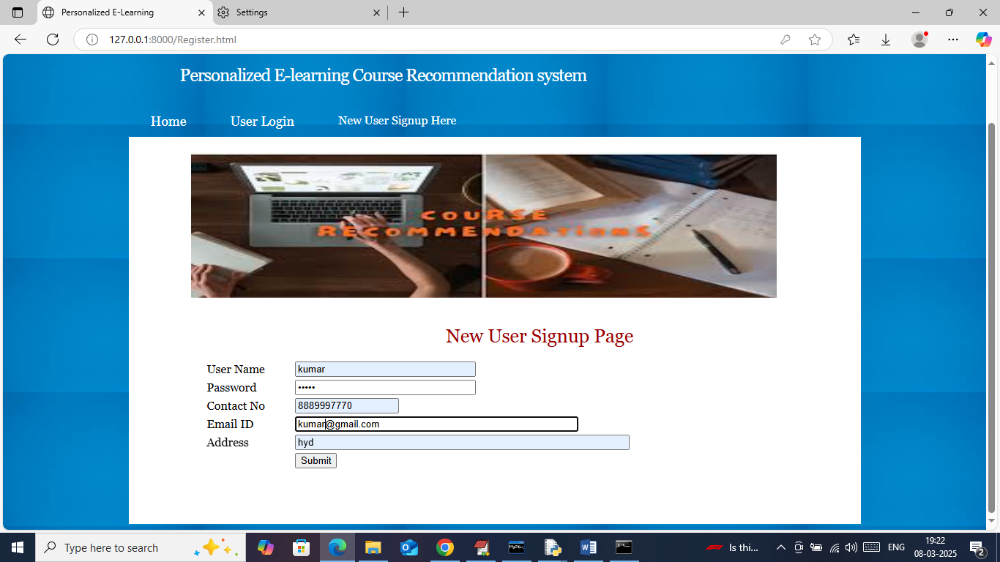 Personalized E-Learning
Settings
127.0.0.1:8000/Register.html
Personalized E-learning Course Recommendation system
Home
User Login
New User Signup Here
COURSE
RECOMMENDATIONS
New User Signup Page
User Name kumar
Password •••••
Contact No 8889997770
Email ID kumar@gmail.com
Address hyd
Submit
Type here to search
Is thi...
ENG
19:22
08-03-2025
2